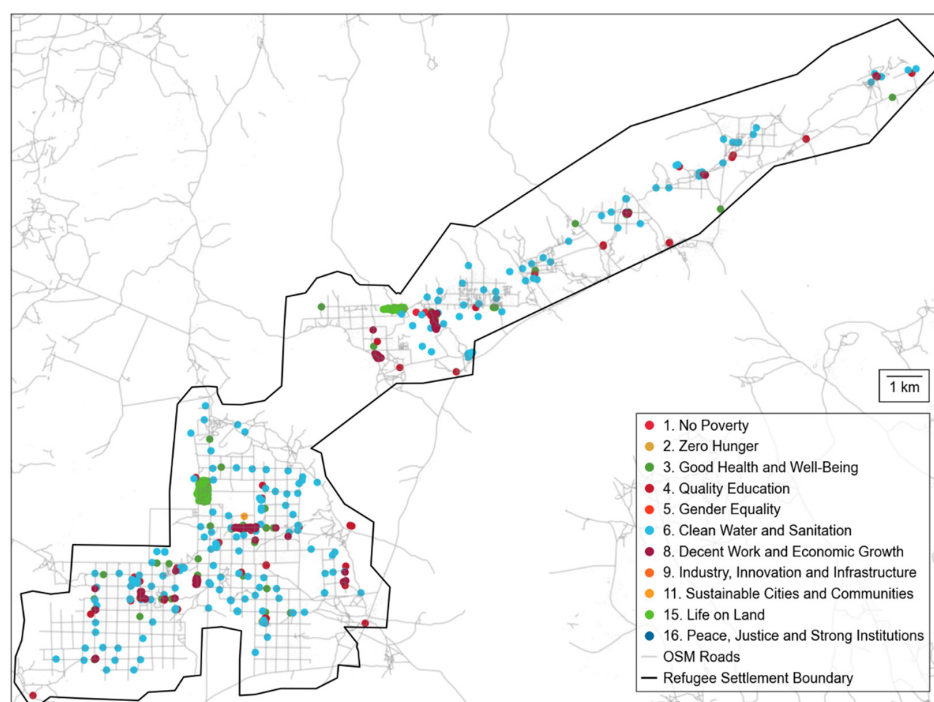 1 km
1. No Poverty
2. Zero Hunger
3. Good Health and Well-Being
4. Quality Education
5. Gender Equality
6. Clean Water and Sanitation
8. Decent Work and Economic Growth
9. Industry, Innovation and Infrastructure
11. Sustainable Cities and Communities
15. Life on Land
16. Peace, Justice and Strong Institutions
OSM Roads
Refugee Settlement Boundary